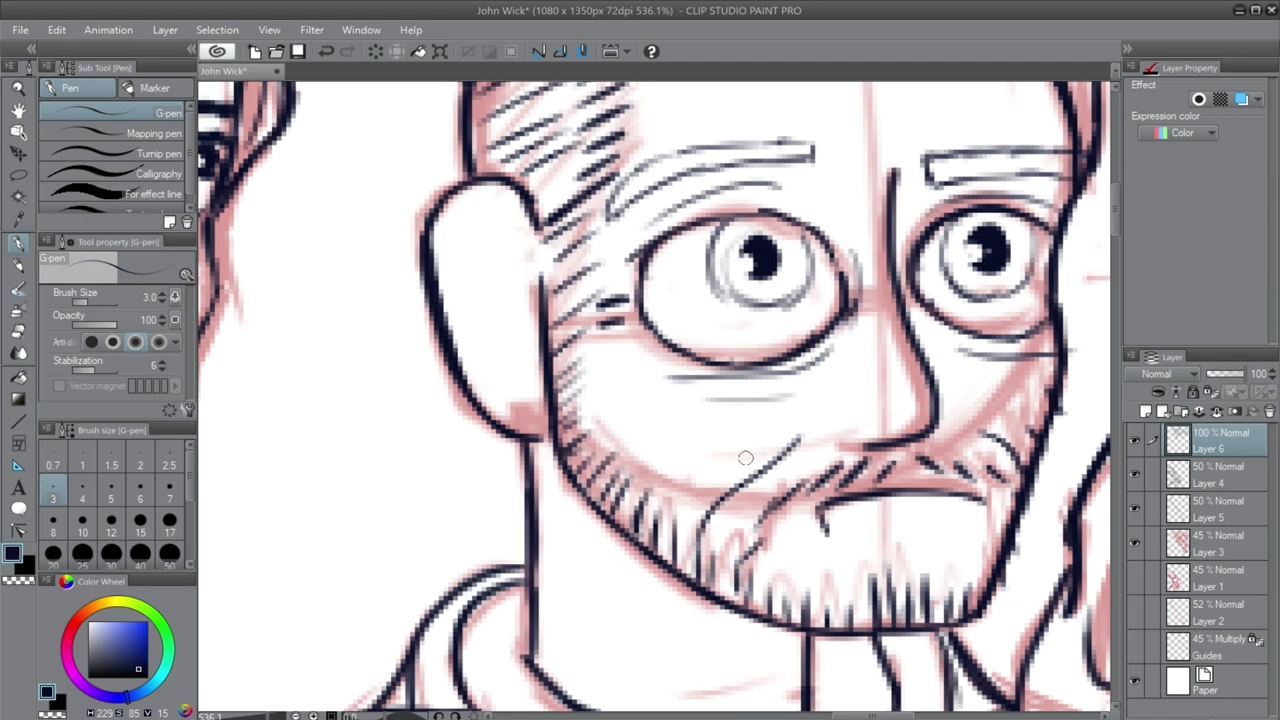 John Wick* (1080 x 1350px 72dpi 536.1%) - CLIP STUDIO PAINT PRO
File Edit Animation Layer Selection View Filter Window Help
Sub Tool [Pen]
John Wick*
Layer Property
Pen Marker
Effect
G-pen
Expression color
Mapping pen
Color
Turnip pen
Calligraphy
For effect line
Tool property [G-pen]
G-pen
Brush Size 3.0
Opacity 100
Stabilization 6
Vector magnet
Layer
Normal 100
Brush size [G-pen]
100 % Normal
Layer 6
0.7 1 1.5 2 2.5
50 % Normal
Layer 4
3 4 5 6 7
50 % Normal
Layer 5
8 10 12 15 17
45 % Normal
Layer 3
20 25 30 40 50
45 % Normal
Layer 1
Color Wheel
52 % Normal
Layer 2
45 % Multiply
Guides
Paper
H 229 S 85 V 15
536.1
0.0